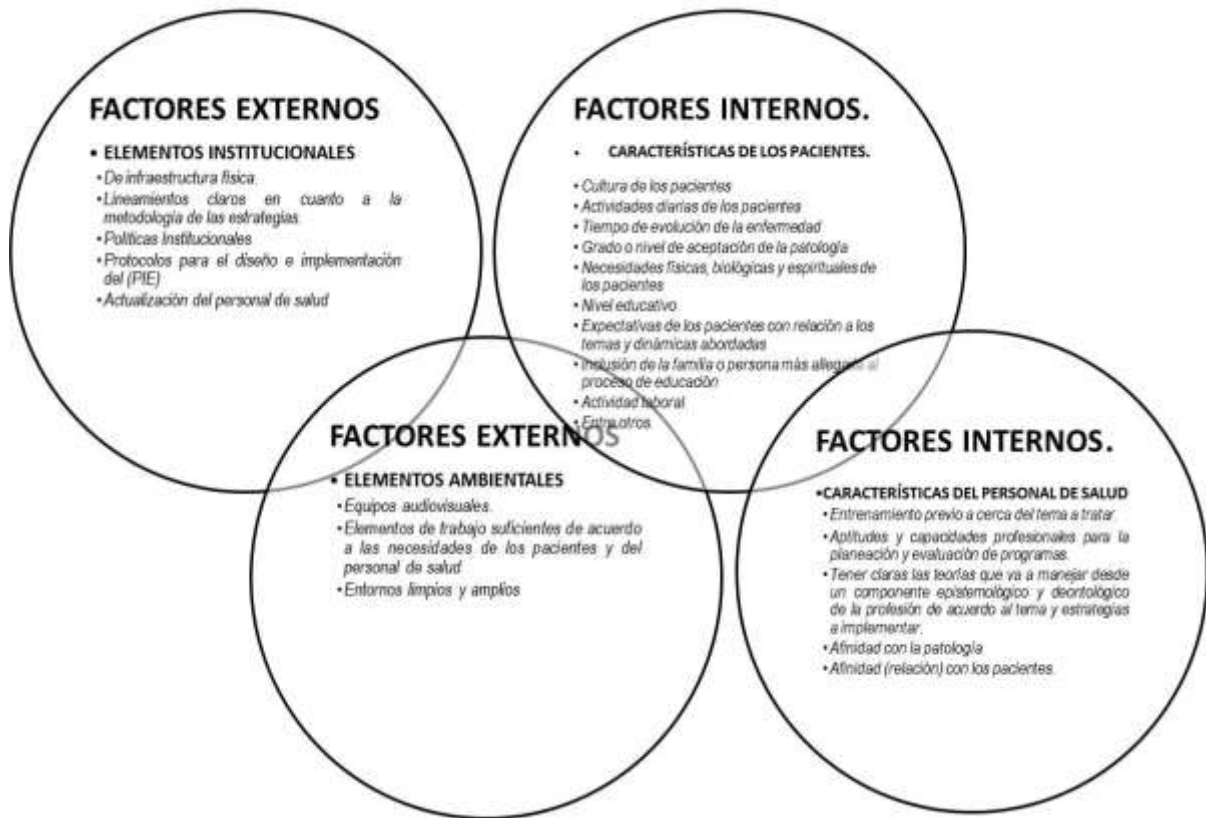 FACTORES EXTERNOS
• ELEMENTOS INSTITUCIONALES
• De infraestructura física.
• Lineamientos claros en cuanto a la
metodología de las estrategias.
• Políticas Institucionales
• Protocolos para el diseño e implementación
del (PIE)
• Actualización del personal de salud
FACTORES INTERNOS.
• CARACTERÍSTICAS DE LOS PACIENTES.
• Cultura de los pacientes
• Actividades diarias de los pacientes
• Tiempo de evolución de la enfermedad
• Grado o nivel de aceptación de la patología
• Necesidades físicas, biológicas y espirituales de
los pacientes
• Nivel educativo.
• Expectativas de los pacientes con relación a los
temas y dinámicas abordadas
• Inclusión de la familia o persona más allegada al
proceso de educación
• Actividad laboral
• Entre otros.
FACTORES EXTERNOS
• ELEMENTOS AMBIENTALES
• Equipos audiovisuales.
• Elementos de trabajo suficientes de acuerdo
a las necesidades de los pacientes y del
personal de salud
• Entornos limpios y amplios
FACTORES INTERNOS.
• CARACTERÍSTICAS DEL PERSONAL DE SALUD
• Entrenamiento previo a cerca del tema a tratar.
• Aptitudes y capacidades profesionales para la
planeación y evaluación de programas.
• Tener claras las teorías que va a manejar desde
un componente epistemológico y deontológico
de la profesión de acuerdo al tema y estrategias
a implementar.
• Afinidad con la patología
• Afinidad (relación) con los pacientes.